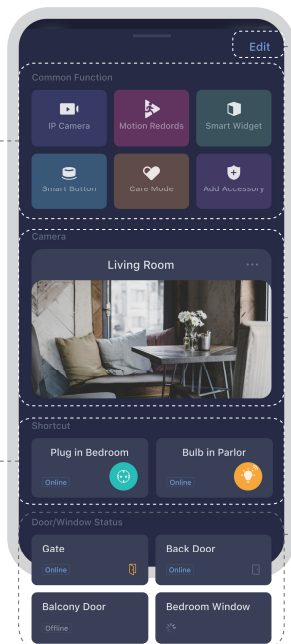 Edit
Common Function
IP Camera
Motion Redords
Smart Widget
Smart Button
Care Mode
Add Accessory
Camera
Living Room
Shortcut
Plug in Bedroom
Bulb in Parlor
Online
Online
Door/Window Status
Gate
Back Door
Online
Online
Balcony Door
Bedroom Window
Offline